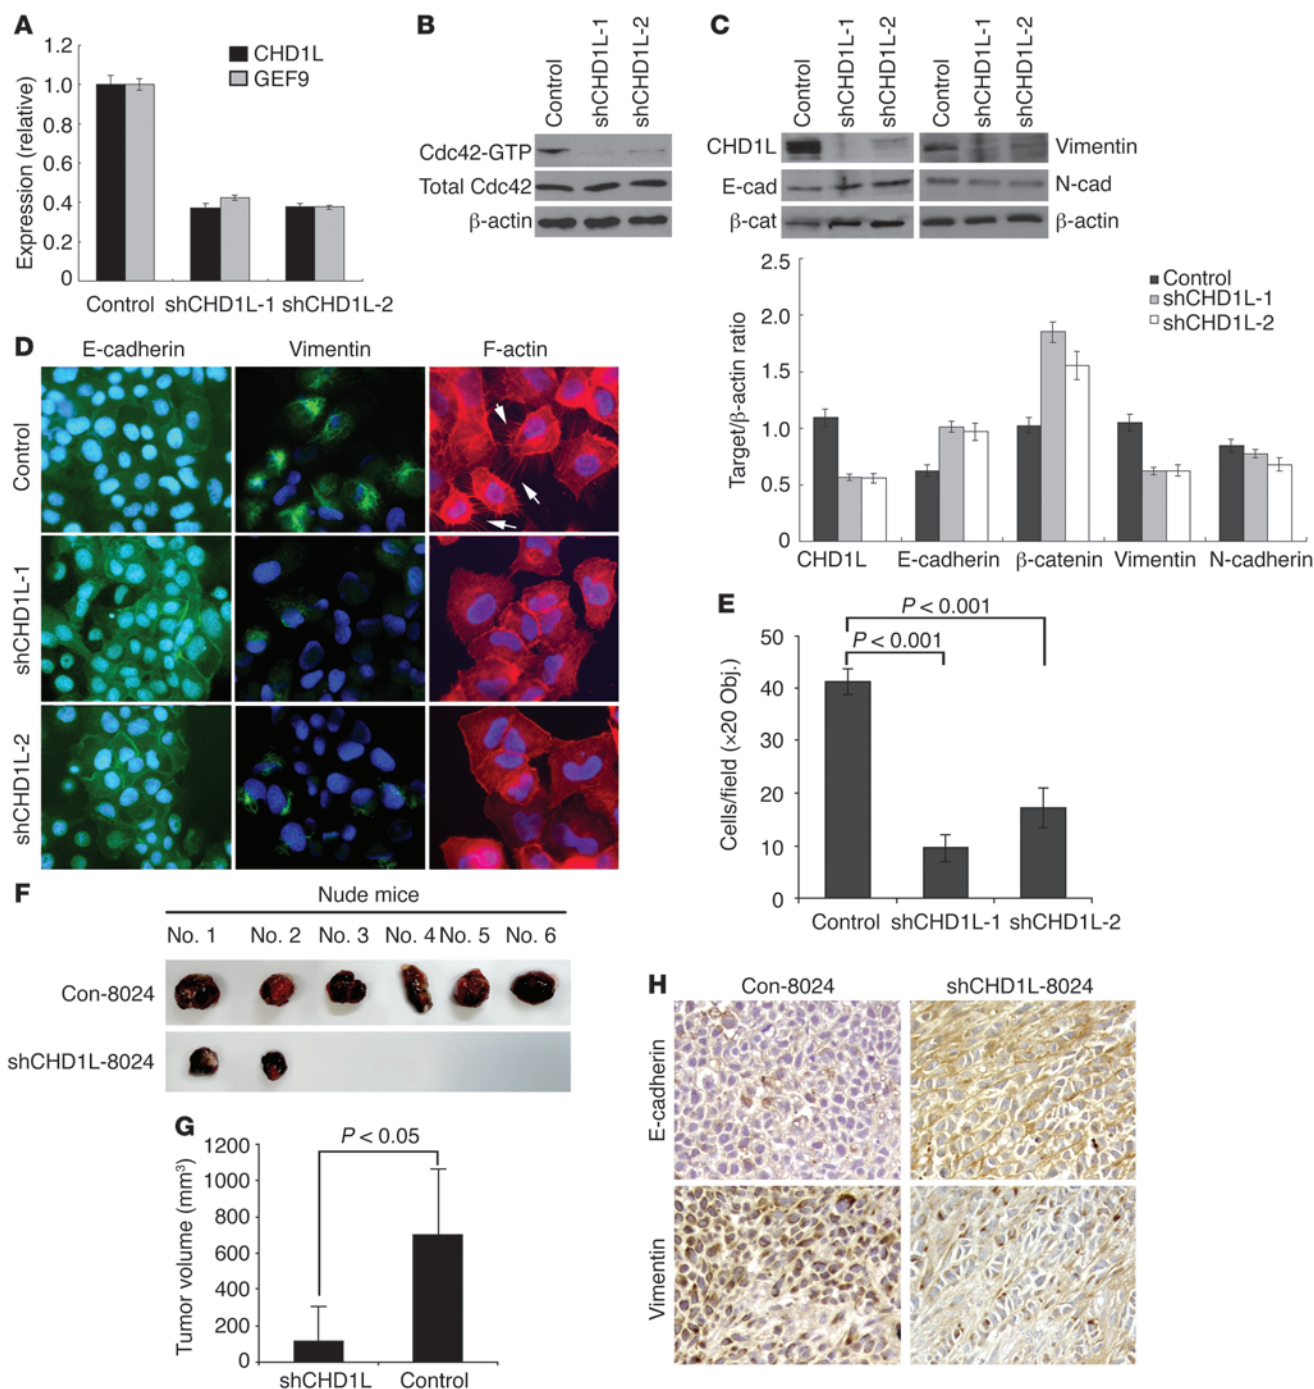 A
Expression (relative)
1.2
1.0
0.8
0.6
0.4
0.2
0
CHD1L
GEF9
Control shCHD1L-1 shCHD1L-2
B
Control
shCHD1L-1
shCHD1L-2
Cdc42-GTP
Total Cdc42
β-actin
C
Control
shCHD1L-1
shCHD1L-2
Control
shCHD1L-1
shCHD1L-2
CHD1L
Vimentin
E-cad
N-cad
β-cat
β-actin
Target/β-actin ratio
2.5
2.0
1.5
1.0
0.5
0
Control
shCHD1L-1
shCHD1L-2
CHD1L E-cadherin β-catenin Vimentin N-cadherin
D
E-cadherin Vimentin F-actin
Control
shCHD1L-1
shCHD1L-2
E
P < 0.001
P < 0.001
Cells/field (×20 Obj.)
50
40
30
20
10
0
Control shCHD1L-1 shCHD1L-2
F
Nude mice
No. 1 No. 2 No. 3 No. 4 No. 5 No. 6
Con-8024
shCHD1L-8024
G
P < 0.05
Tumor volume (mm³)
1200
1000
800
600
400
200
0
shCHD1L Control
H
Con-8024 shCHD1L-8024
E-cadherin
Vimentin